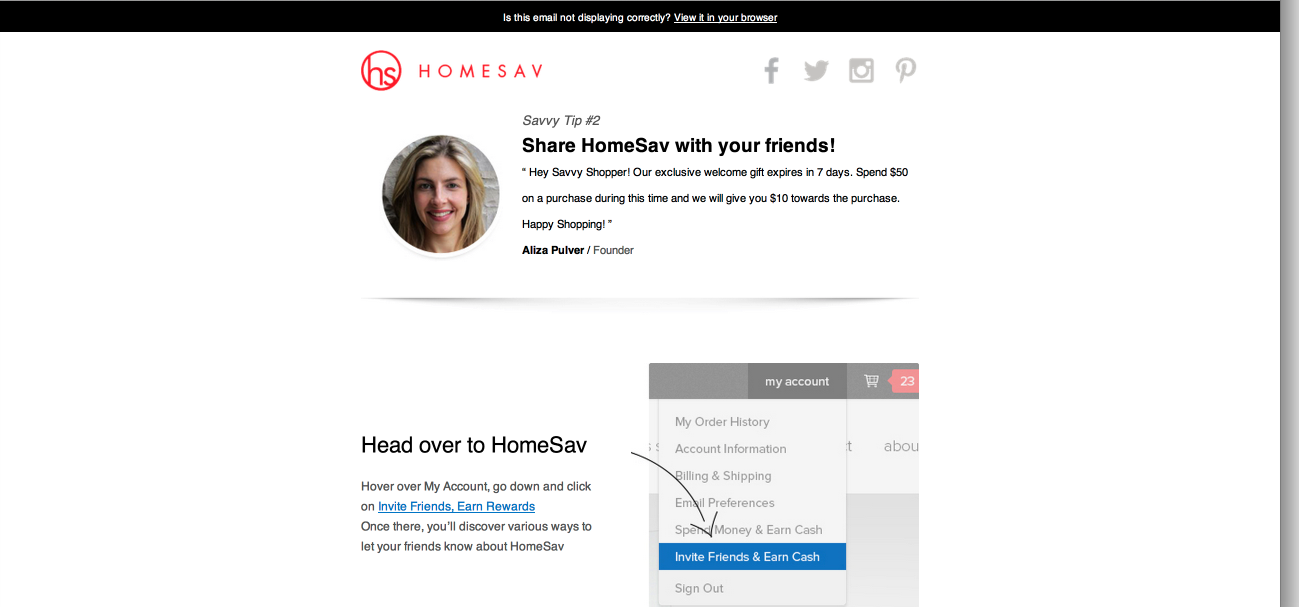 Is this email not displaying correctly? View it in your browser
hs HOMESAV
Savvy Tip #2
Share HomeSav with your friends!
“ Hey Savvy Shopper! Our exclusive welcome gift expires in 7 days. Spend $50
on a purchase during this time and we will give you $10 towards the purchase.
Happy Shopping! ”
Aliza Pulver / Founder
Head over to HomeSav
Hover over My Account, go down and click
on Invite Friends, Earn Rewards
Once there, you’ll discover various ways to
let your friends know about HomeSav
my account 23
My Order History
Account Information
Billing & Shipping
Email Preferences
Spend Money & Earn Cash
Invite Friends & Earn Cash
Sign Out
abou